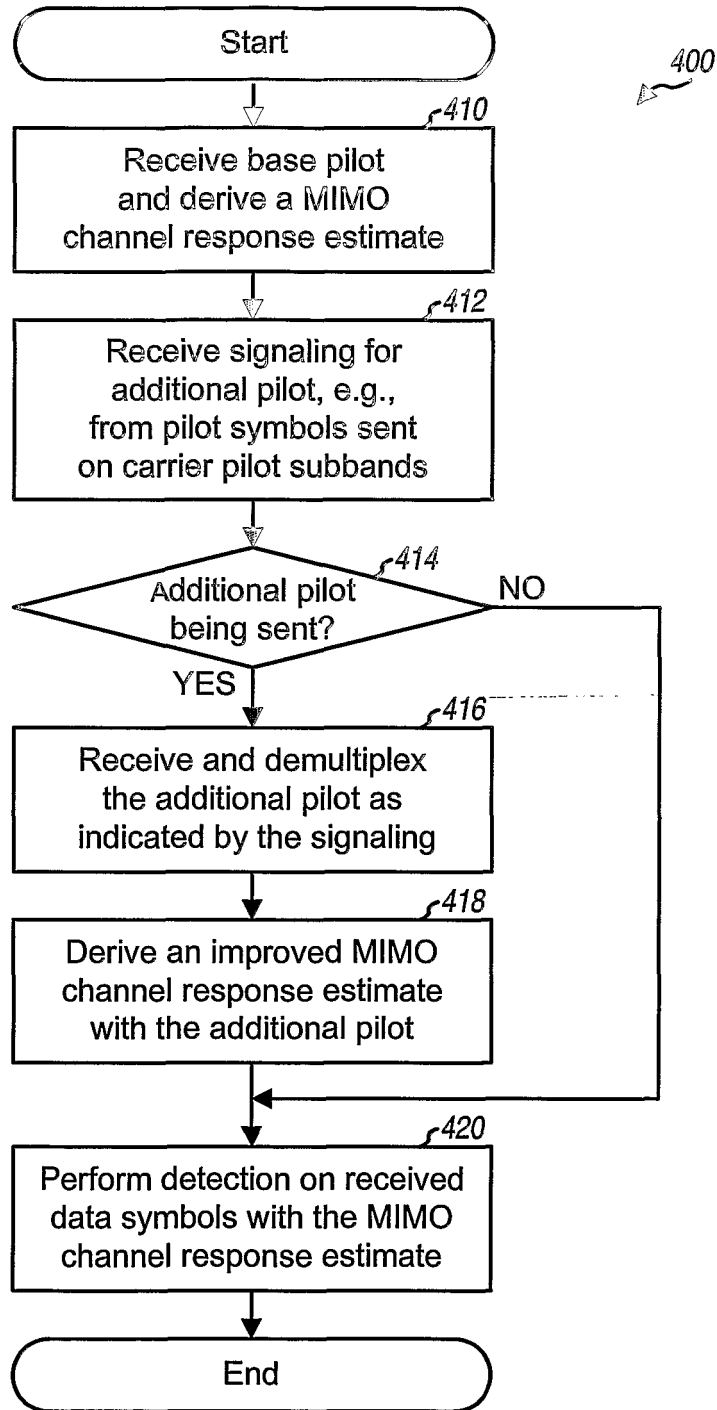 Start
400
410
Receive base pilot
and derive a MIMO
channel response estimate
412
Receive signaling for
additional pilot, e.g.,
from pilot symbols sent
on carrier pilot subbands
414
Additional pilot
being sent?
NO
YES
416
Receive and demultiplex
the additional pilot as
indicated by the signaling
418
Derive an improved MIMO
channel response estimate
with the additional pilot
420
Perform detection on received
data symbols with the MIMO
channel response estimate
End